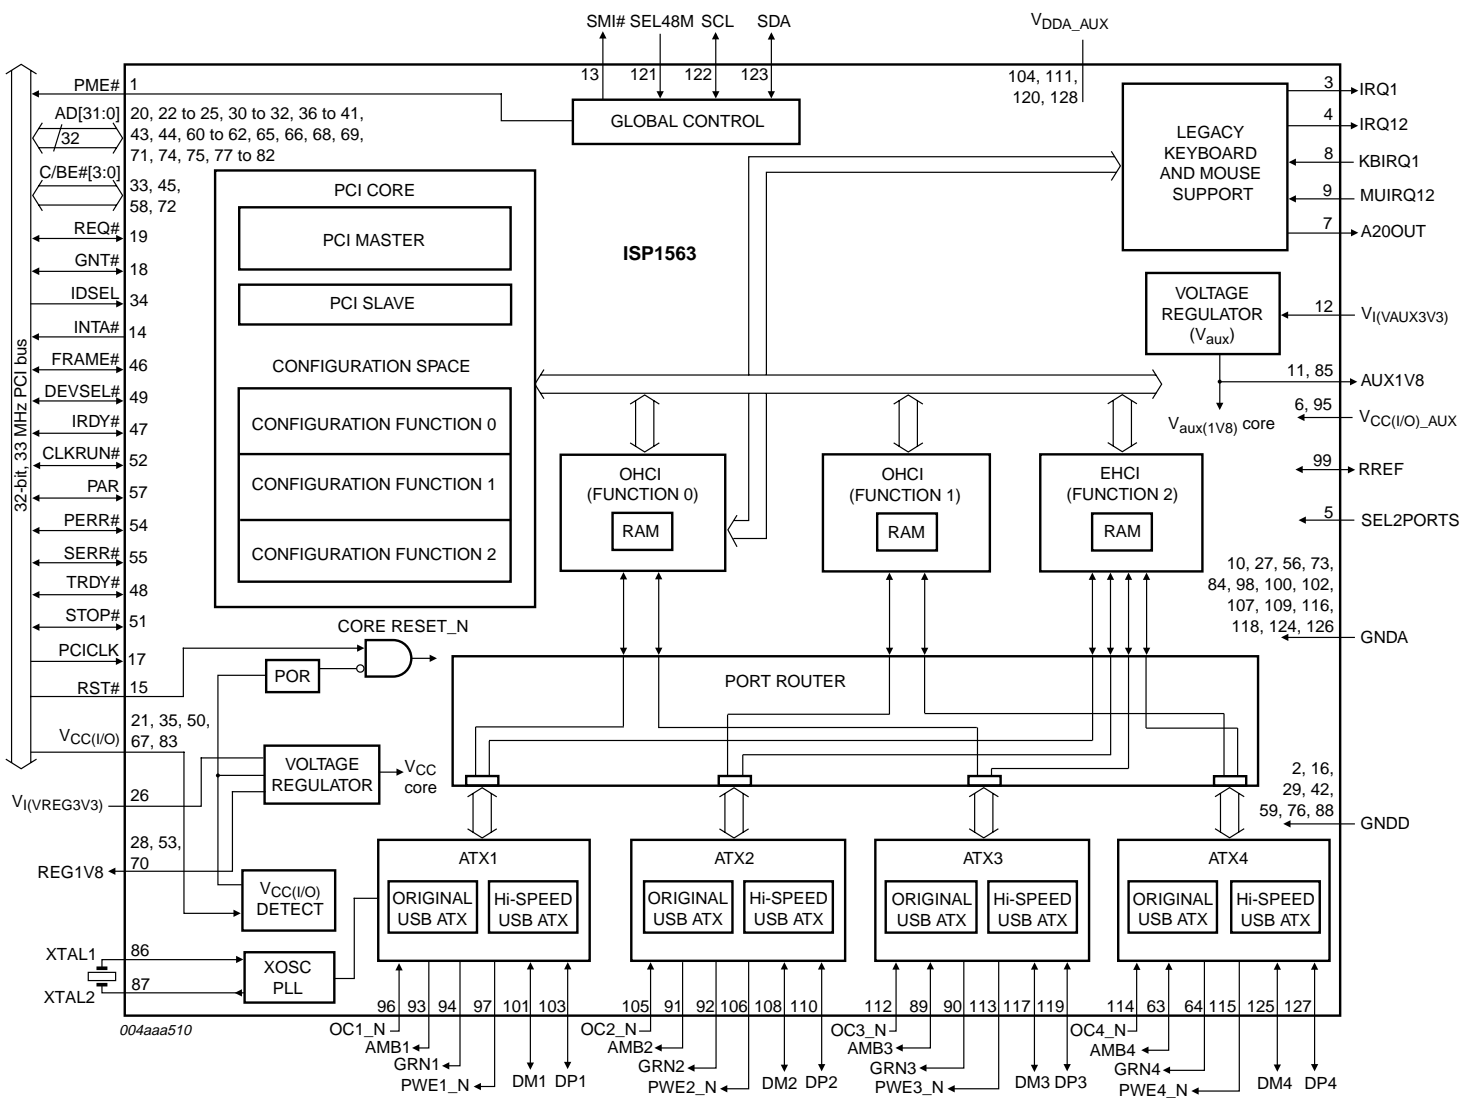 SMI# SEL48M SCL SDA
VDDA_AUX
13 121 122 123
104, 111,
120, 128
PME# 1
GLOBAL CONTROL
AD[31:0] 20, 22 to 25, 30 to 32, 36 to 41,
32 43, 44, 60 to 62, 65, 66, 68, 69,
71, 74, 75, 77 to 82
C/BE#[3:0] 33, 45,
58, 72
REQ# 19
GNT# 18
IDSEL 34
INTA# 14
FRAME# 46
DEVSEL# 49
IRDY# 47
CLKRUN# 52
PAR 57
PERR# 54
SERR# 55
TRDY# 48
STOP# 51
PCICLK 17
RST# 15
32-bit, 33 MHz PCI bus
VCC(I/O) 21, 35, 50,
67, 83
VI(VREG3V3) 26
REG1V8 28, 53,
70
XTAL1 86
XTAL2 87
PCI CORE
PCI MASTER
PCI SLAVE
CONFIGURATION SPACE
CONFIGURATION FUNCTION 0
CONFIGURATION FUNCTION 1
CONFIGURATION FUNCTION 2
ISP1563
LEGACY
KEYBOARD
AND MOUSE
SUPPORT
3 IRQ1
4 IRQ12
8 KBIRQ1
9 MUIRQ12
7 A20OUT
VOLTAGE
REGULATOR
(Vaux)
12 VI(VAUX3V3)
11, 85 AUX1V8
Vaux(1V8) core
6, 95 VCC(I/O)_AUX
99 RREF
5 SEL2PORTS
10, 27, 56, 73,
84, 98, 100, 102,
107, 109, 116,
118, 124, 126
GNDA
2, 16,
29, 42,
59, 76, 88
GNDD
OHCI
(FUNCTION 0)
RAM
OHCI
(FUNCTION 1)
RAM
EHCI
(FUNCTION 2)
RAM
CORE RESET_N
POR
PORT ROUTER
VOLTAGE
REGULATOR
VCC
core
VCC(I/O)
DETECT
XOSC
PLL
ATX1
ORIGINAL
USB ATX
Hi-SPEED
USB ATX
ATX2
ORIGINAL
USB ATX
Hi-SPEED
USB ATX
ATX3
ORIGINAL
USB ATX
Hi-SPEED
USB ATX
ATX4
ORIGINAL
USB ATX
Hi-SPEED
USB ATX
96 93 94 97 101 103
OC1_N
AMB1
GRN1
PWE1_N
DM1 DP1
105 91 92 106 108 110
OC2_N
AMB2
GRN2
PWE2_N
DM2 DP2
112 89 90 113 117 119
OC3_N
AMB3
GRN3
PWE3_N
DM3 DP3
114 63 64 115 125 127
OC4_N
AMB4
GRN4
PWE4_N
DM4 DP4
004aaa510